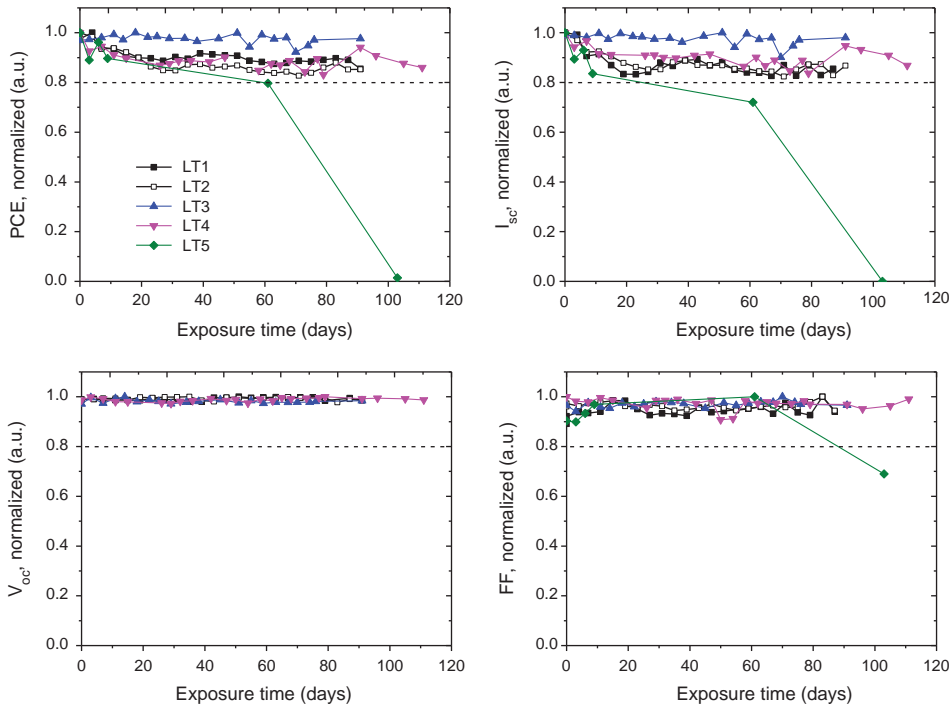 PCE, normalized (a.u.)
1.0
0.8
0.6
0.4
0.2
0.0
LT1
LT2
LT3
LT4
LT5
0 20 40 60 80 100 120
Exposure time (days)
Isc, normalized (a.u.)
1.0
0.8
0.6
0.4
0.2
0.0
0 20 40 60 80 100 120
Exposure time (days)
Voc, normalized (a.u.)
1.0
0.8
0.6
0.4
0.2
0.0
0 20 40 60 80 100 120
Exposure time (days)
FF, normalized (a.u.)
1.0
0.8
0.6
0.4
0.2
0.0
0 20 40 60 80 100 120
Exposure time (days)